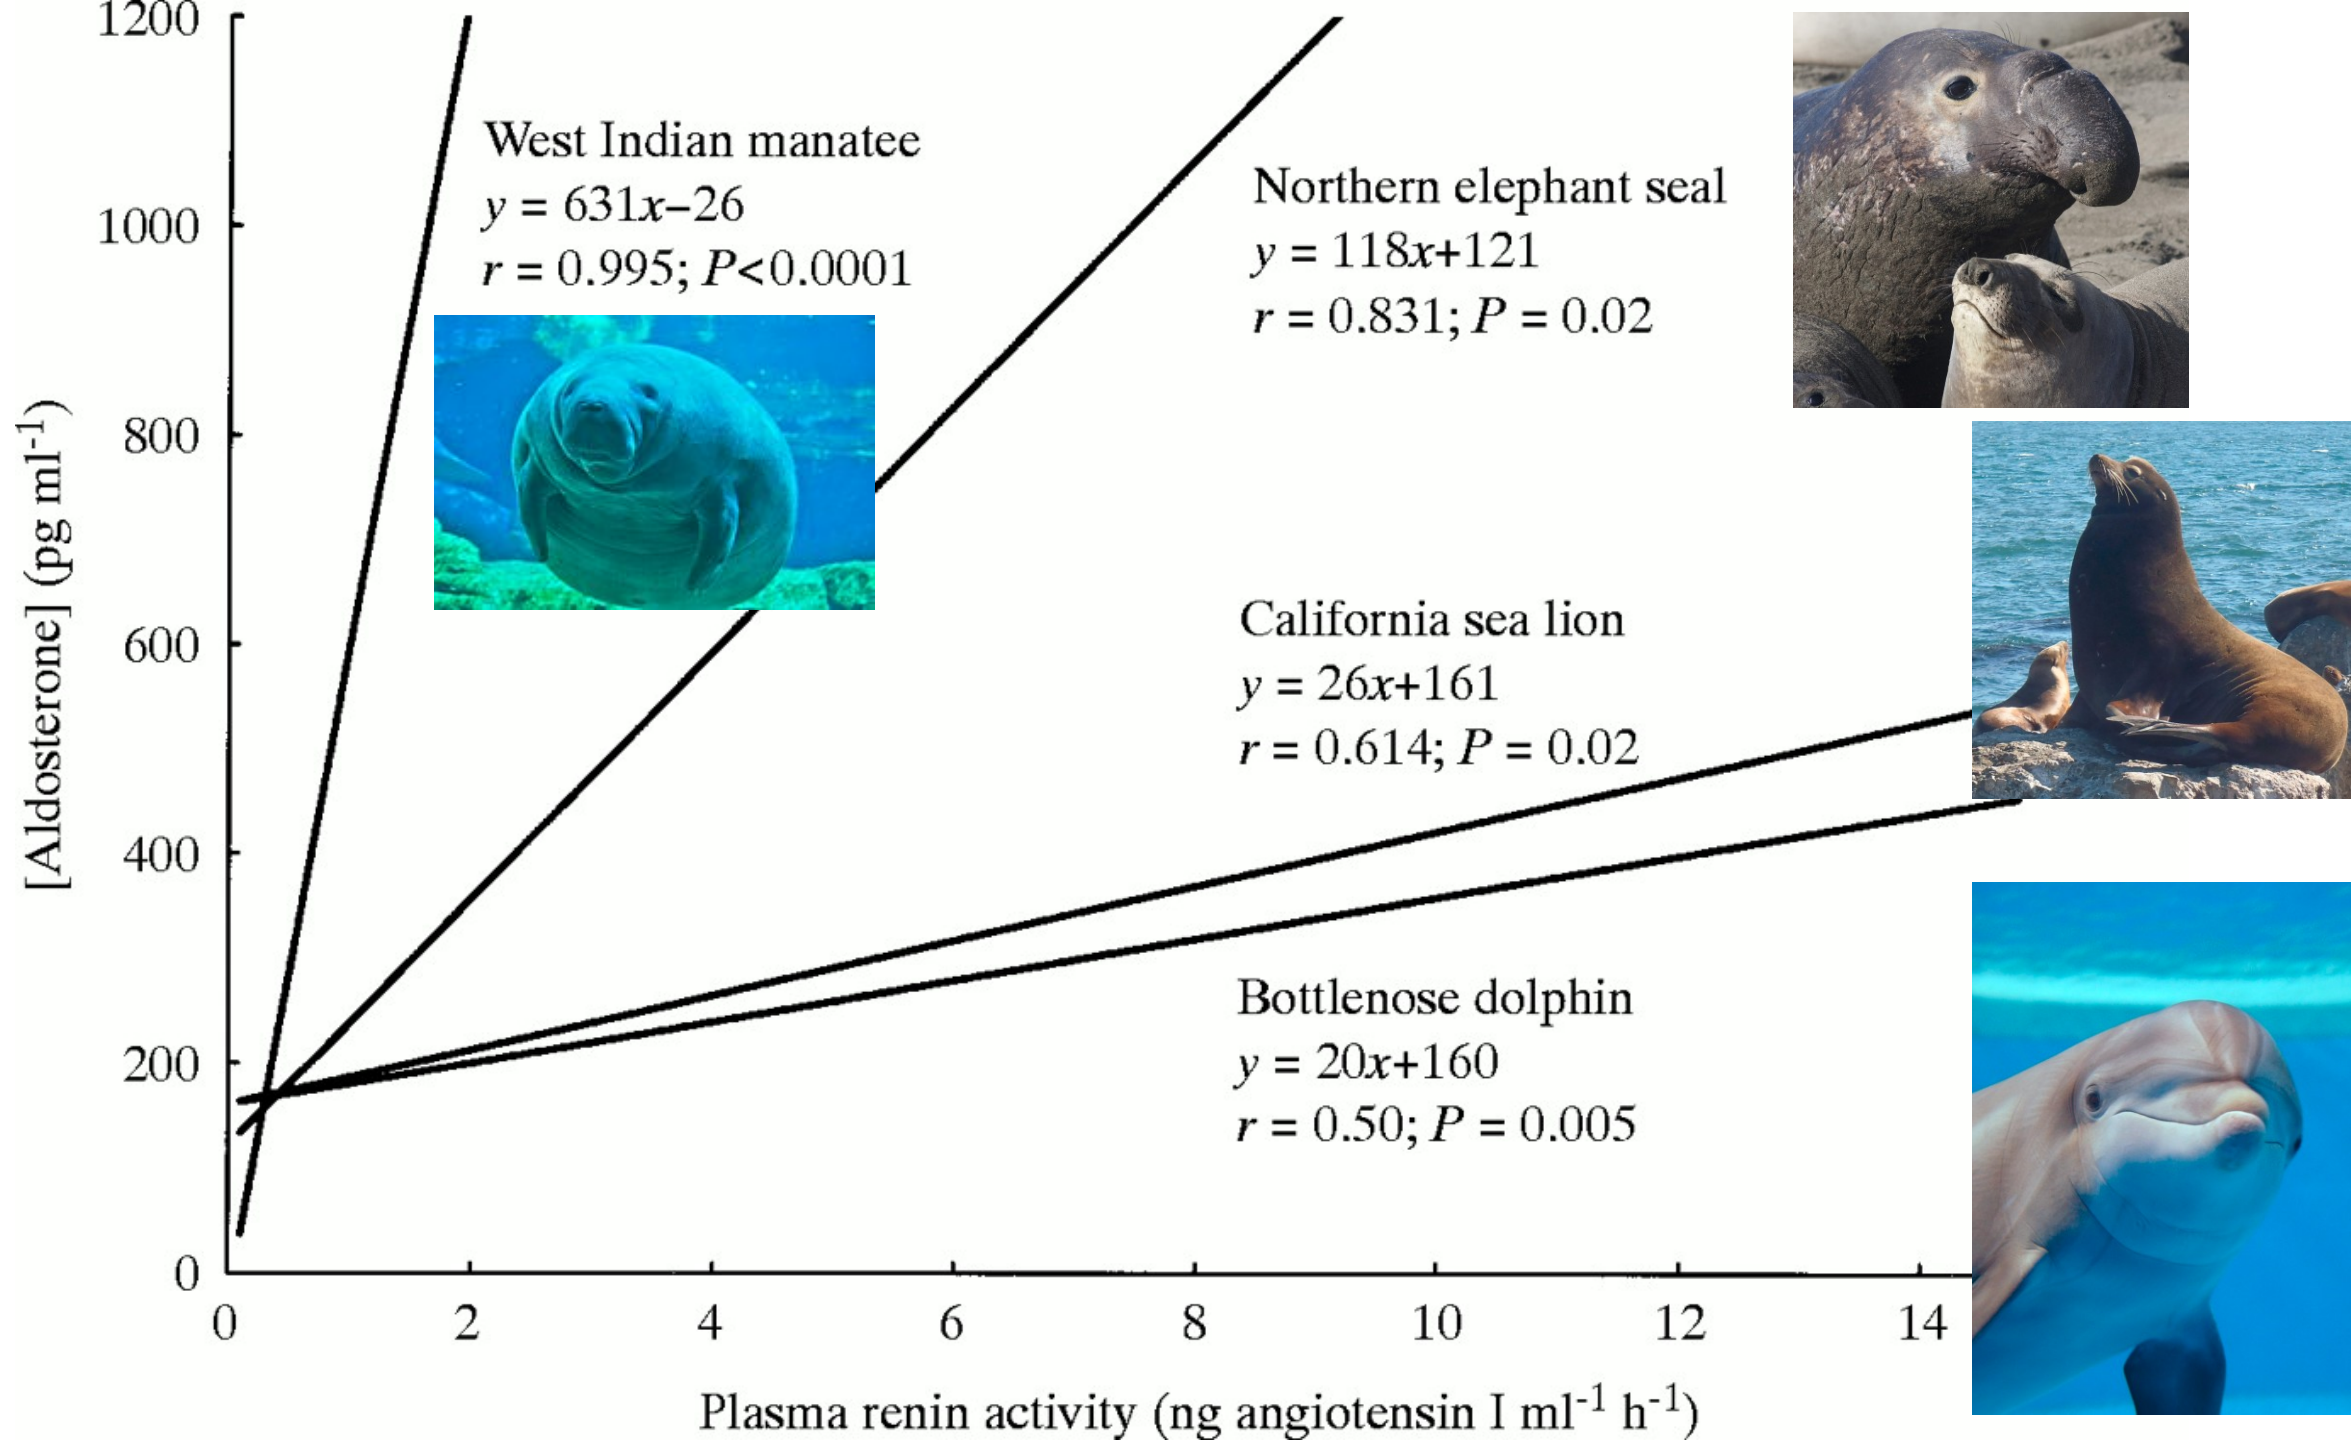 1200
1000
800
600
400
200
0
[Aldosterone] (pg ml⁻¹)
West Indian manatee
y = 631x–26
r = 0.995; P<0.0001
Northern elephant seal
y = 118x+121
r = 0.831; P = 0.02
California sea lion
y = 26x+161
r = 0.614; P = 0.02
Bottlenose dolphin
y = 20x+160
r = 0.50; P = 0.005
0 2 4 6 8 10 12 14
Plasma renin activity (ng angiotensin I ml⁻¹ h⁻¹)